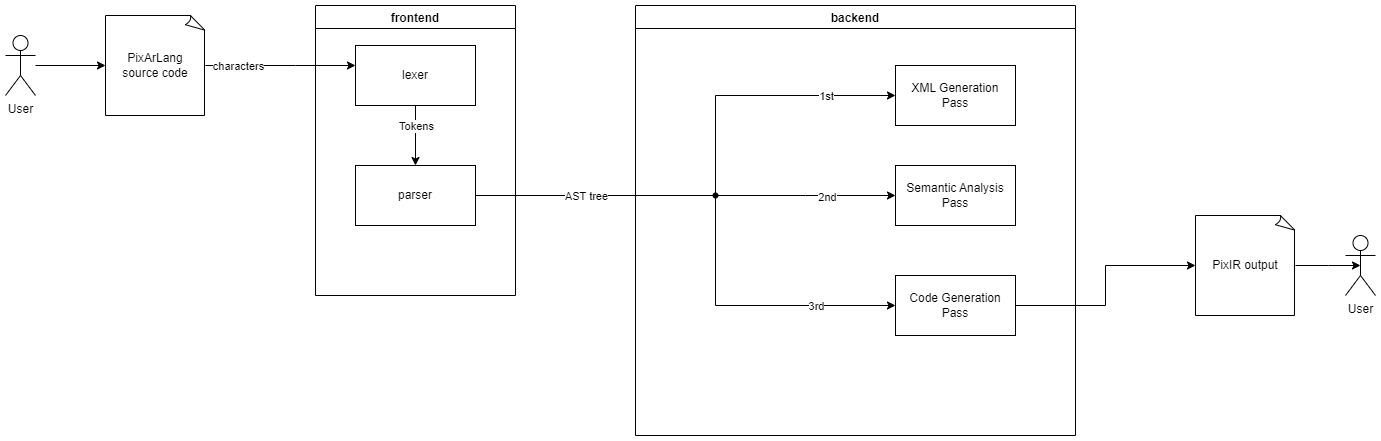 frontend
backend
PixArLang
source code
characters
lexer
User
Tokens
parser
AST tree
1st
XML Generation
Pass
2nd
Semantic Analysis
Pass
3rd
Code Generation
Pass
PixIR output
User